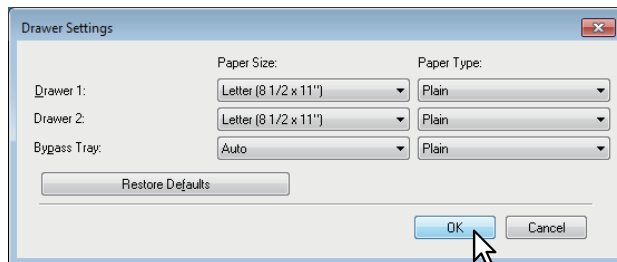 Drawer Settings
Paper Size: Paper Type:
Drawer 1: Letter (8 1/2 x 11") Plain
Drawer 2: Letter (8 1/2 x 11") Plain
Bypass Tray: Auto Plain
Restore Defaults
OK Cancel